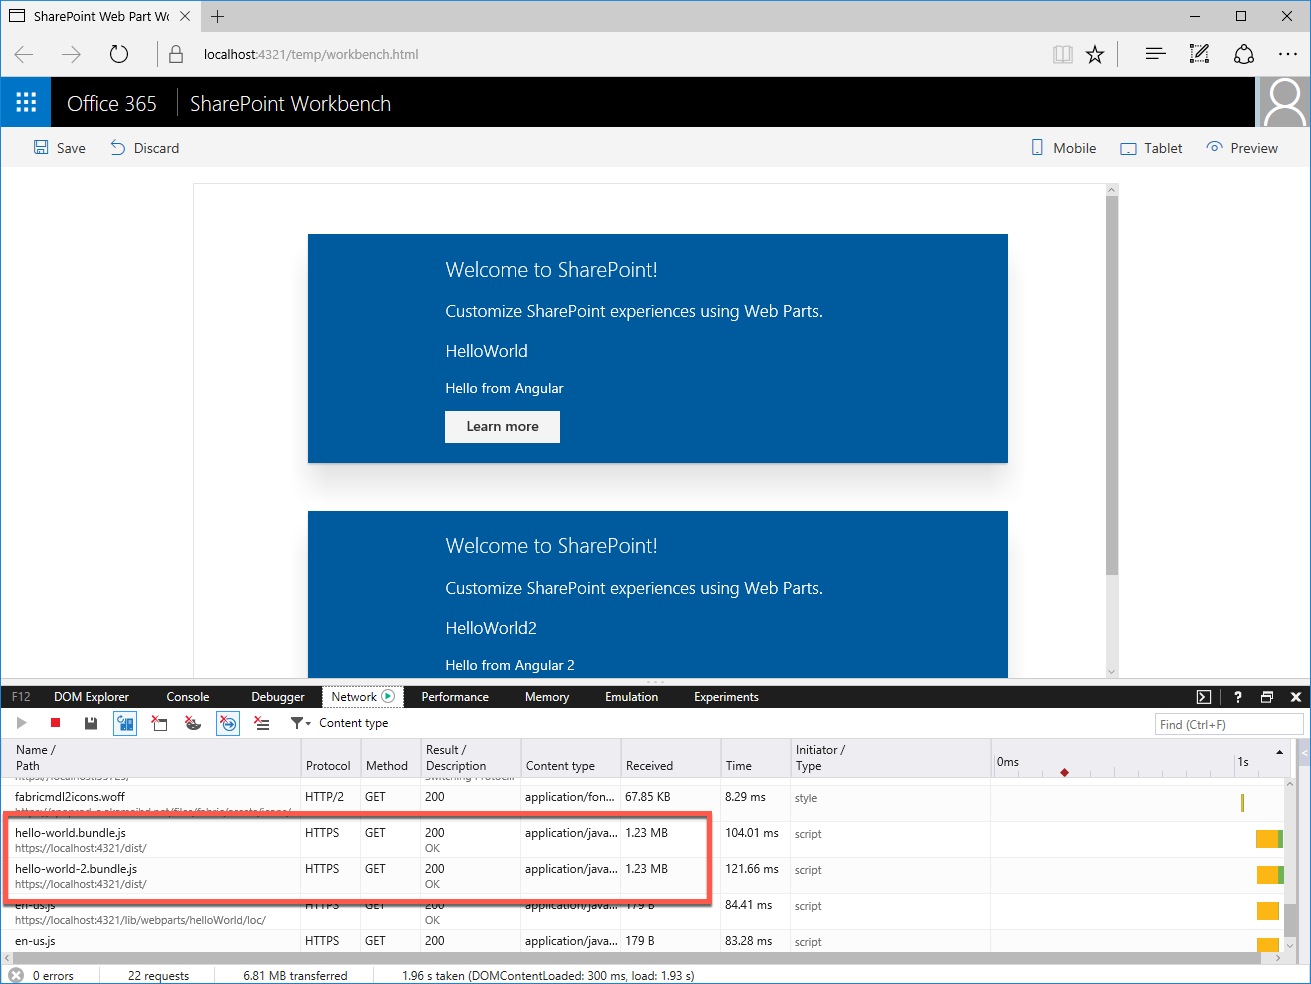 SharePoint Web Part Wo
localhost:4321/temp/workbench.html
Office 365 SharePoint Workbench
Save Discard Mobile Tablet Preview
Welcome to SharePoint!
Customize SharePoint experiences using Web Parts.
HelloWorld
Hello from Angular
Learn more
Welcome to SharePoint!
Customize SharePoint experiences using Web Parts.
HelloWorld2
Hello from Angular 2
F12 DOM Explorer Console Debugger Network Performance Memory Emulation Experiments
Content type Find (Ctrl+F)
Name / Result / Initiator /
Path Protocol Method Description Content type Received Time Type 0ms 1s
fabricmdl2icons.woff HTTP/2 GET 200 application/fon... 67.85 KB 8.29 ms style
hello-world.bundle.js HTTPS GET 200 application/java... 1.23 MB 104.01 ms script
https://localhost:4321/dist/ OK
hello-world-2.bundle.js HTTPS GET 200 application/java... 1.23 MB 121.66 ms script
https://localhost:4321/dist/ OK
en-us.js HTTPS GET 200 application/java... 179 B 84.41 ms script
https://localhost:4321/lib/webparts/helloWorld/loc/ OK
en-us.js HTTPS GET 200 application/java... 179 B 83.28 ms script
0 errors 22 requests 6.81 MB transferred 1.96 s taken (DOMContentLoaded: 300 ms, load: 1.93 s)